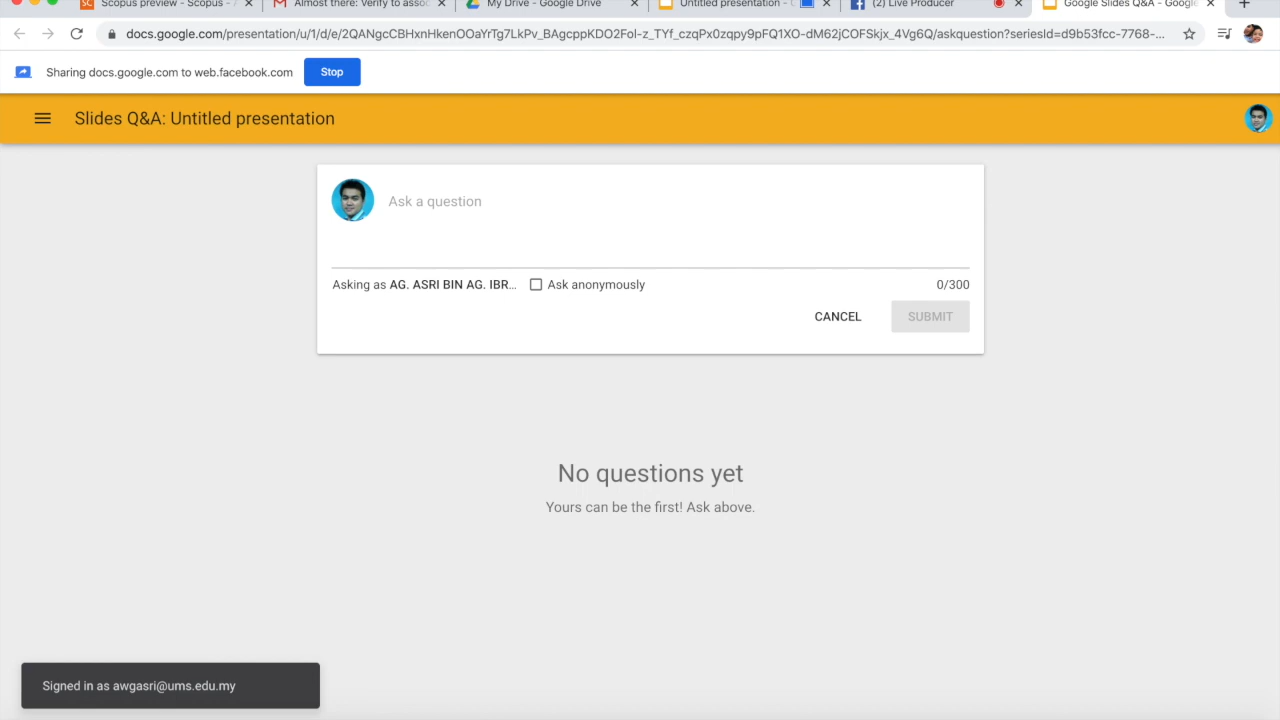 Scopus preview - Scopus -
Almost there: Verify to assoc
My Drive - Google Drive
Untitled presentation -
(2) Live Producer
Google Slides Q&A - Google
docs.google.com/presentation/u/1/d/e/2QANgcCBHxnHkenOOaYrTg7LkPv_BAgcppKDO2FoI-z_TYf_czqPx0zqpy9pFQ1XO-dM62jCOFSkjx_4Vg6Q/askquestion?seriesId=d9b53fcc-7768-...
Sharing docs.google.com to web.facebook.com
Stop
Slides Q&A: Untitled presentation
Ask a question
Asking as AG. ASRI BIN AG. IBR...
Ask anonymously
0/300
CANCEL
SUBMIT
No questions yet
Yours can be the first! Ask above.
Signed in as awgasri@ums.edu.my